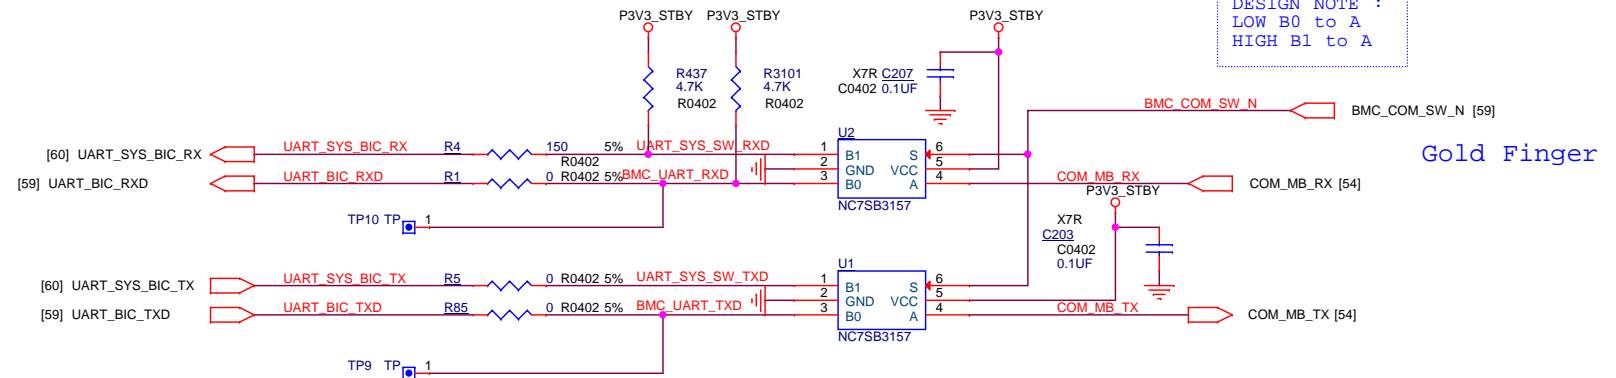 DESIGN NOTE :
LOW B0 to A
HIGH B1 to A
P3V3_STBY P3V3_STBY P3V3_STBY
R437
4.7K
R0402
R3101
4.7K
R0402
X7R C207
C0402 0.1UF
BMC_COM_SW_N BMC_COM_SW_N [59]
Gold Finger
U2
[60] UART_SYS_BIC_RX UART_SYS_BIC_RX R4 150 5% UART_SYS_SW_RXD 1 B1 S 6
R0402 2 GND VCC 5
[59] UART_BIC_RXD UART_BIC_RXD R1 0 R0402 5% BMC_UART_RXD 3 B0 A 4 COM_MB_RX COM_MB_RX [54]
NC7SB3157
P3V3_STBY
TP10 TP 1
X7R
C203
C0402
0.1UF
U1
[60] UART_SYS_BIC_TX UART_SYS_BIC_TX R5 0 R0402 5% UART_SYS_SW_TXD 1 B1 S 6
2 GND VCC 5
[59] UART_BIC_TXD UART_BIC_TXD R85 0 R0402 5% BMC_UART_TXD 3 B0 A 4 COM_MB_TX COM_MB_TX [54]
NC7SB3157
TP9 TP 1